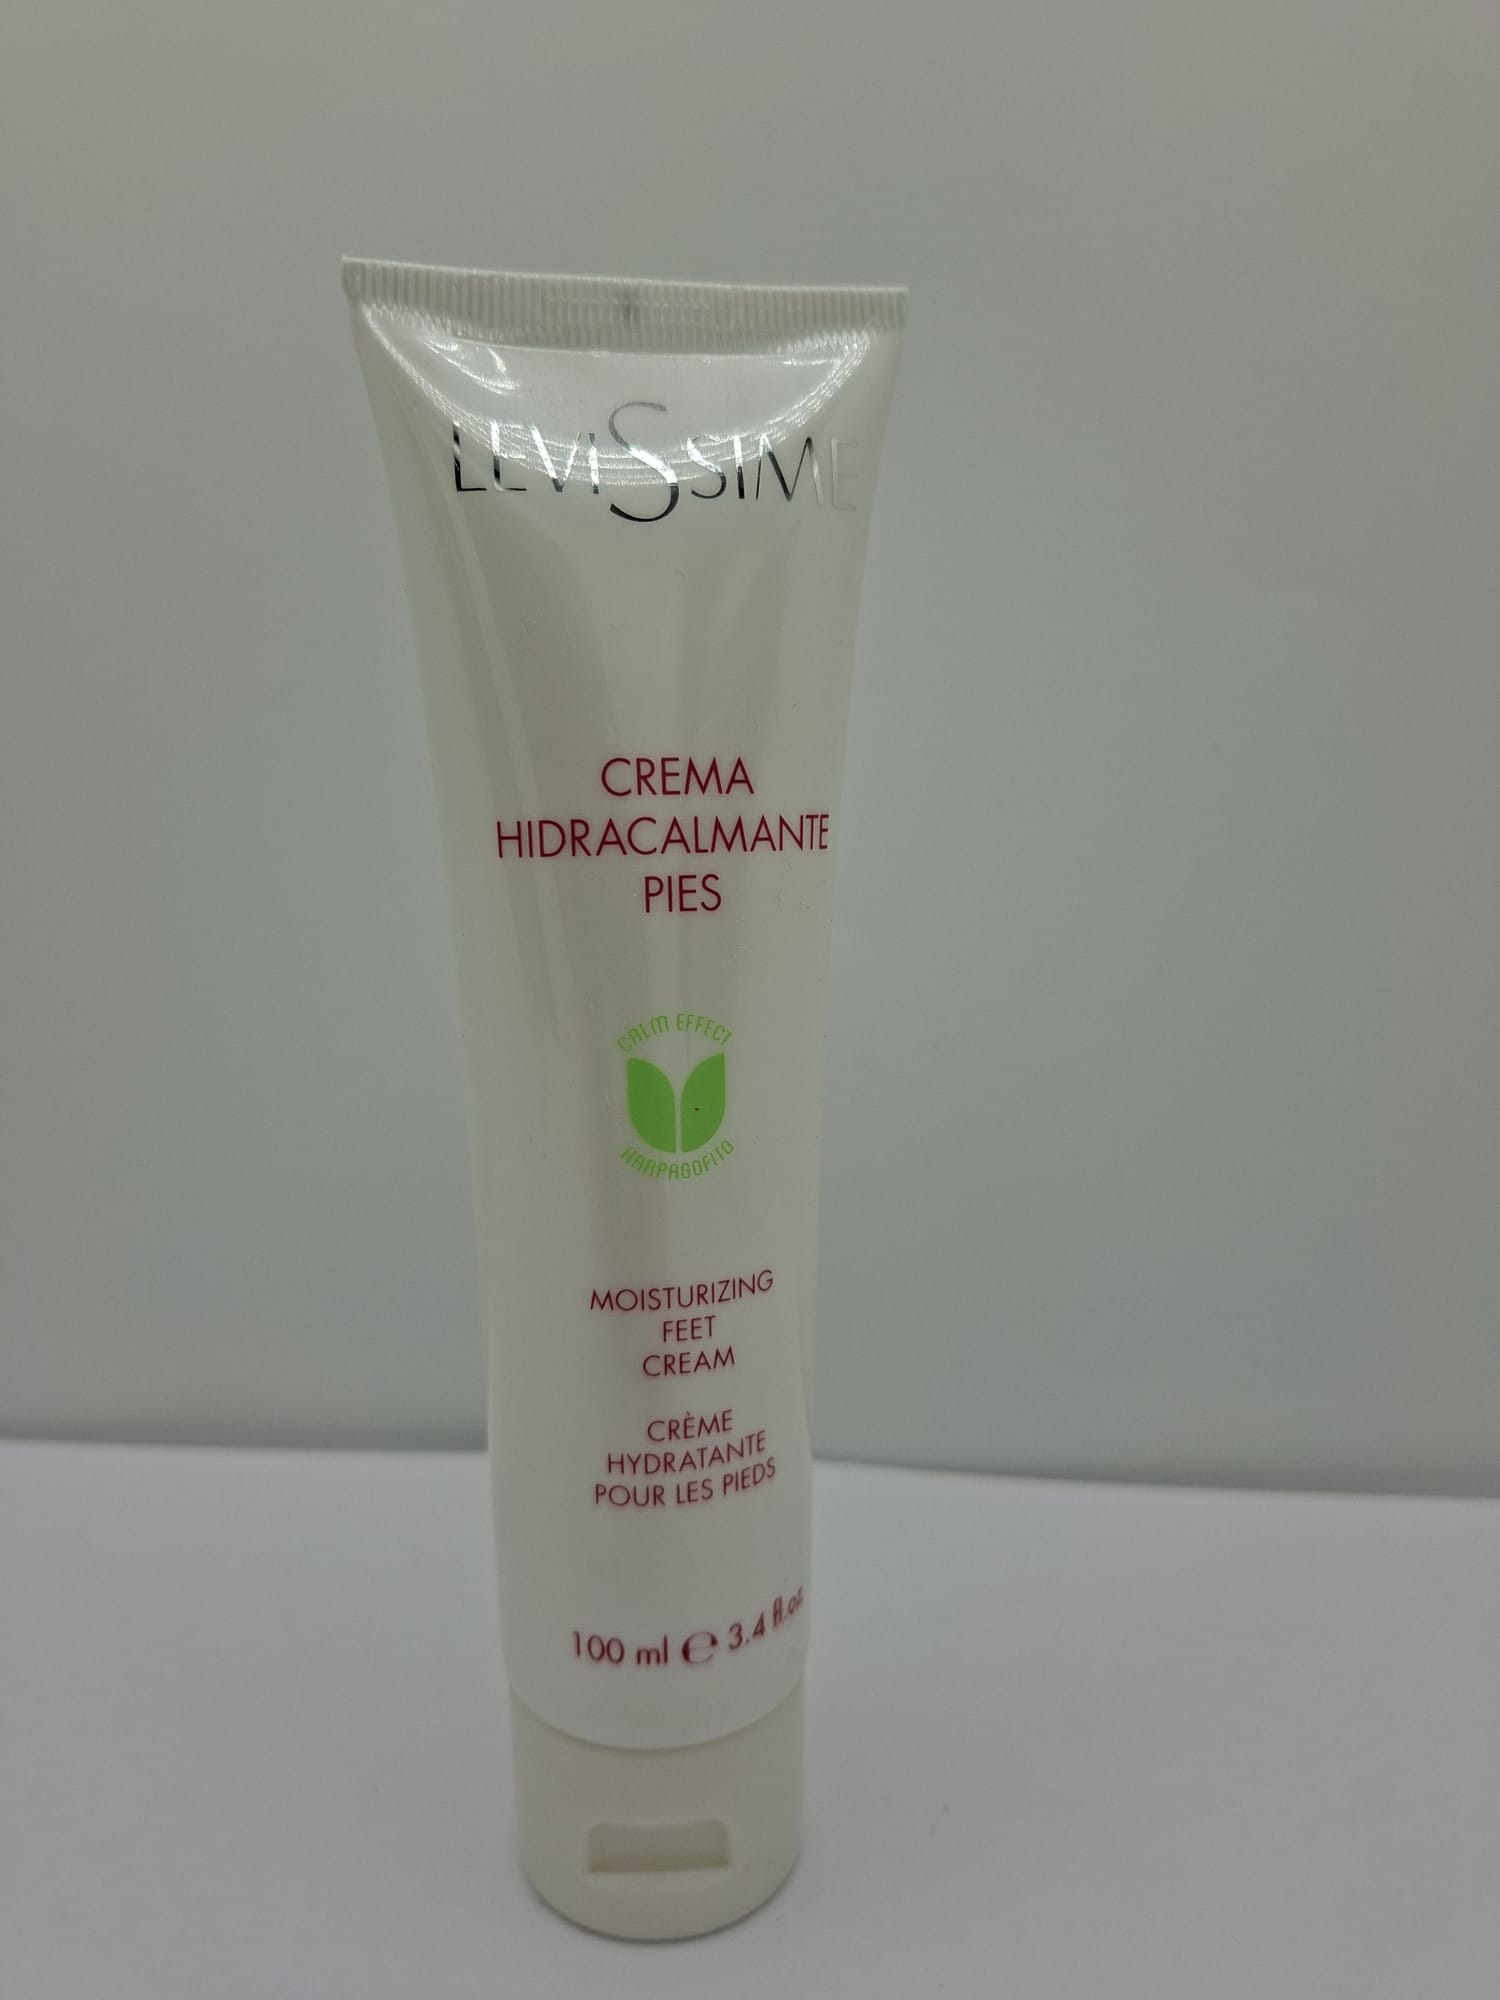 LEVISSIME
CREMA
HIDRACALMANTE
PIES
CALM EFFECT
HARPAGOFITO
MOISTURIZING
FEET
CREAM
CRÈME
HYDRATANTE
POUR LES PIEDS
100 ml ℮ 3.4 fl.oz